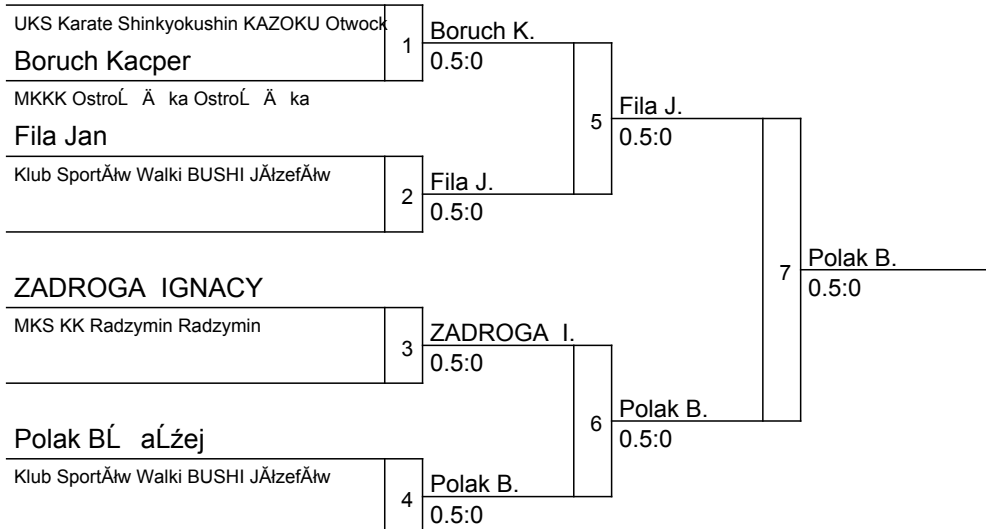 UKS Karate Shinkyokushin KAZOKU Otwock
1
Boruch K.
0.5:0
Boruch Kacper
MKKK OstroĹ Ä ka OstroĹ Ä ka
5
Fila J.
0.5:0
Fila Jan
Klub SportĂłw Walki BUSHI JĂłzefĂłw
2
Fila J.
0.5:0
7
Polak B.
0.5:0
ZADROGA IGNACY
MKS KK Radzymin Radzymin
3
ZADROGA I.
0.5:0
6
Polak B.
0.5:0
Polak BĹ aĹźej
Klub SportĂłw Walki BUSHI JĂłzefĂłw
4
Polak B.
0.5:0